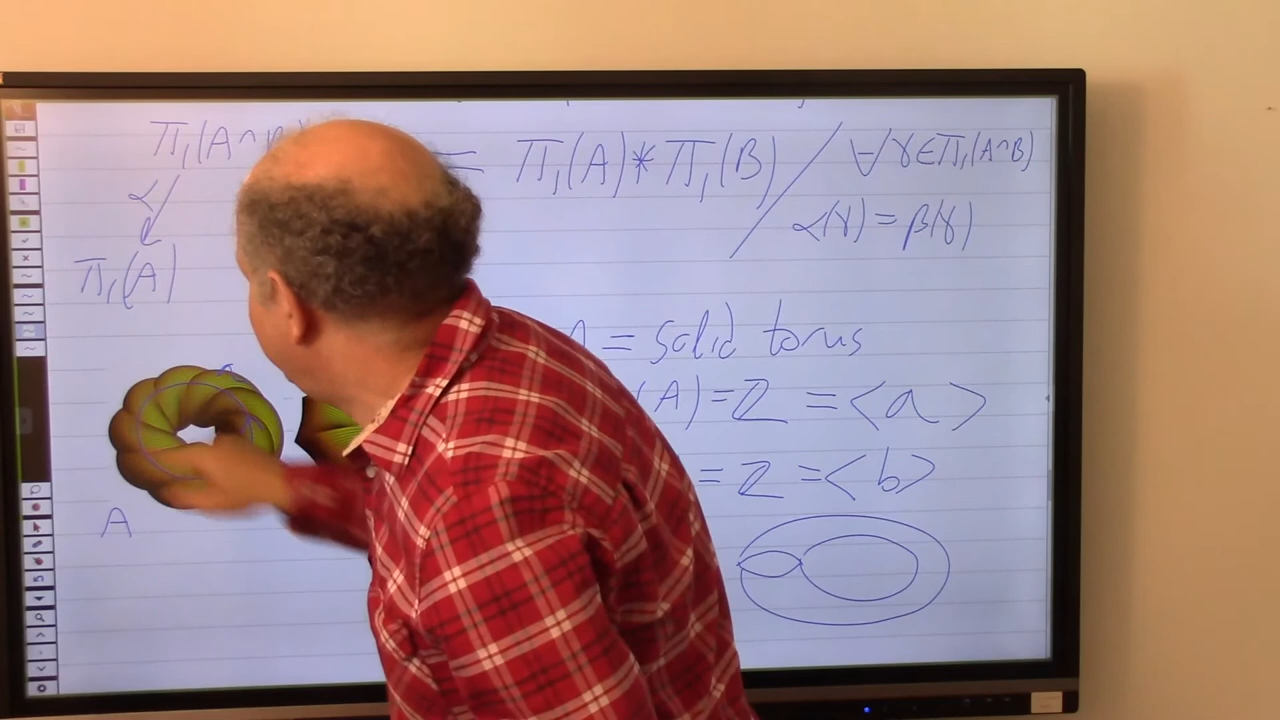 π₁(A∩B = π₁(A) * π₁(B) / ∀γ∈π₁(A∩B)
α α(γ) = β(γ)
π₁(A)
A = solid torus
(A) = ℤ = <a>
= ℤ = <b>
A